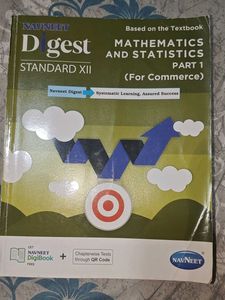 NAVNEET
Digest
STANDARD XII
Based on the Textbook
MATHEMATICS
AND STATISTICS
PART 1
(For Commerce)
Navneet Digest
Systematic Learning, Assured Success
GET
NAVNEET
DigiBook
FREE
+
Chapterwise Tests
through QR Code
NAVNEET